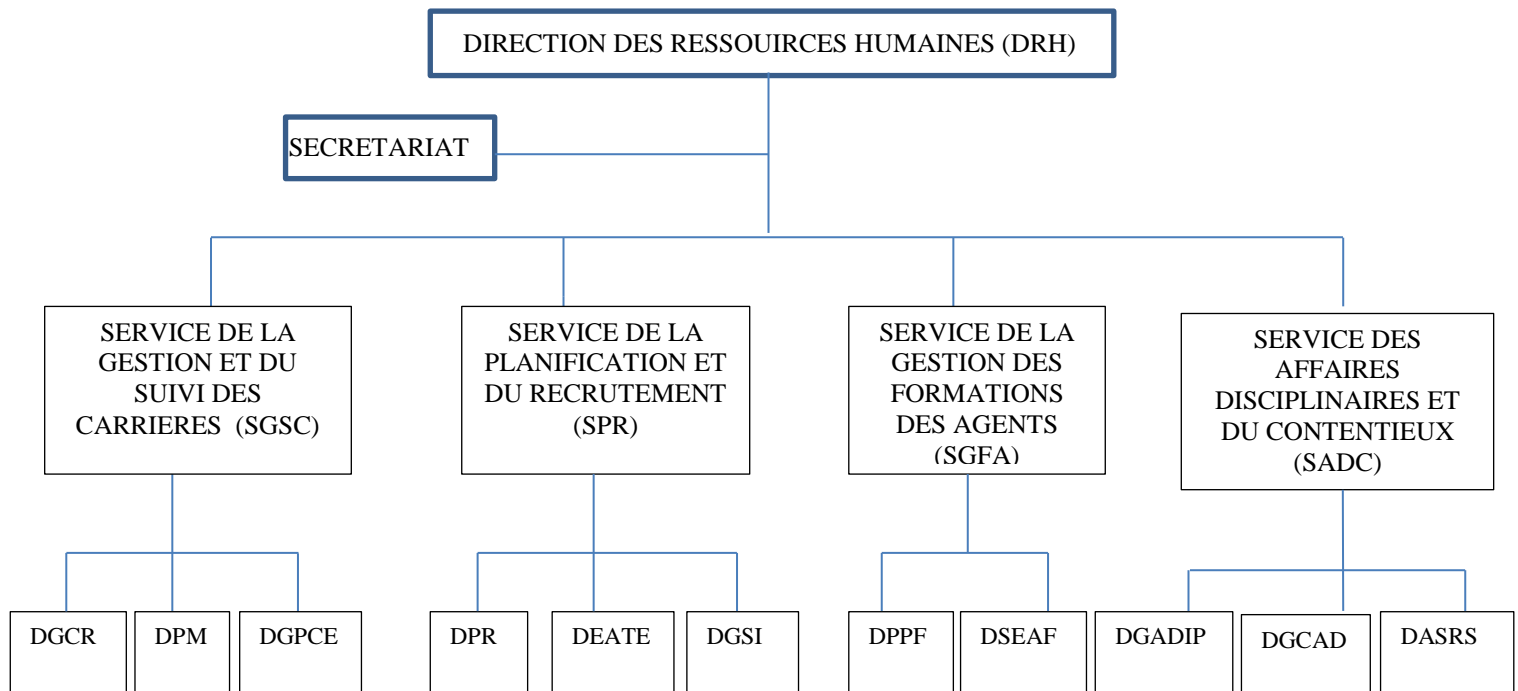 DIRECTION DES RESSOUIRCES HUMAINES (DRH)
SECRETARIAT
SERVICE DE LA
GESTION ET DU
SUIVI DES
CARRIERES (SGSC)
SERVICE DE LA
PLANIFICATION ET
DU RECRUTEMENT
(SPR)
SERVICE DE LA
GESTION DES
FORMATIONS
DES AGENTS
(SGFA)
SERVICE DES
AFFAIRES
DISCIPLINAIRES ET
DU CONTENTIEUX
(SADC)
DGCR
DPM
DGPCE
DPR
DEATE
DGSI
DPPF
DSEAF
DGADIP
DGCAD
DASRS